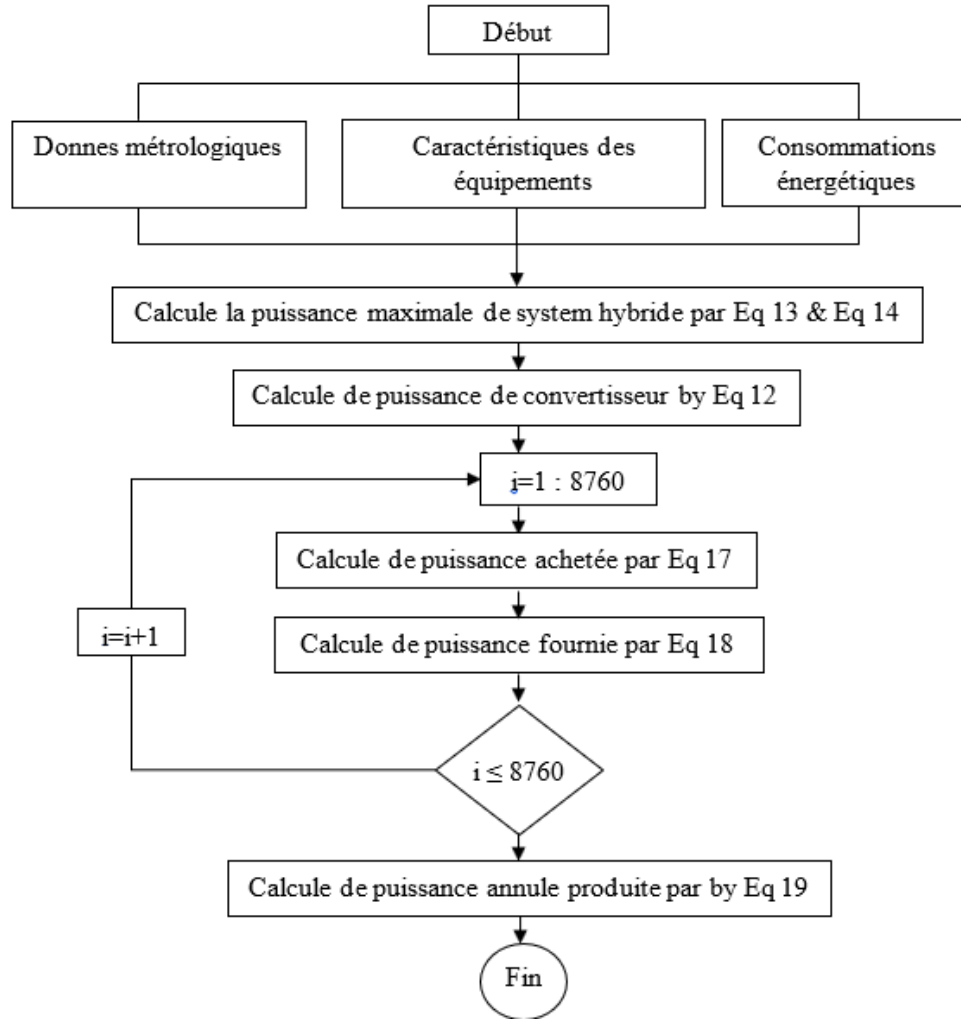 Début
Donnes métrologiques
Caractéristiques des
équipements
Consommations
énergétiques
Calcule la puissance maximale de system hybride par Eq 13 & Eq 14
Calcule de puissance de convertisseur by Eq 12
i=1 : 8760
Calcule de puissance achetée par Eq 17
i=i+1
Calcule de puissance fournie par Eq 18
i ≤ 8760
Calcule de puissance annule produite par by Eq 19
Fin